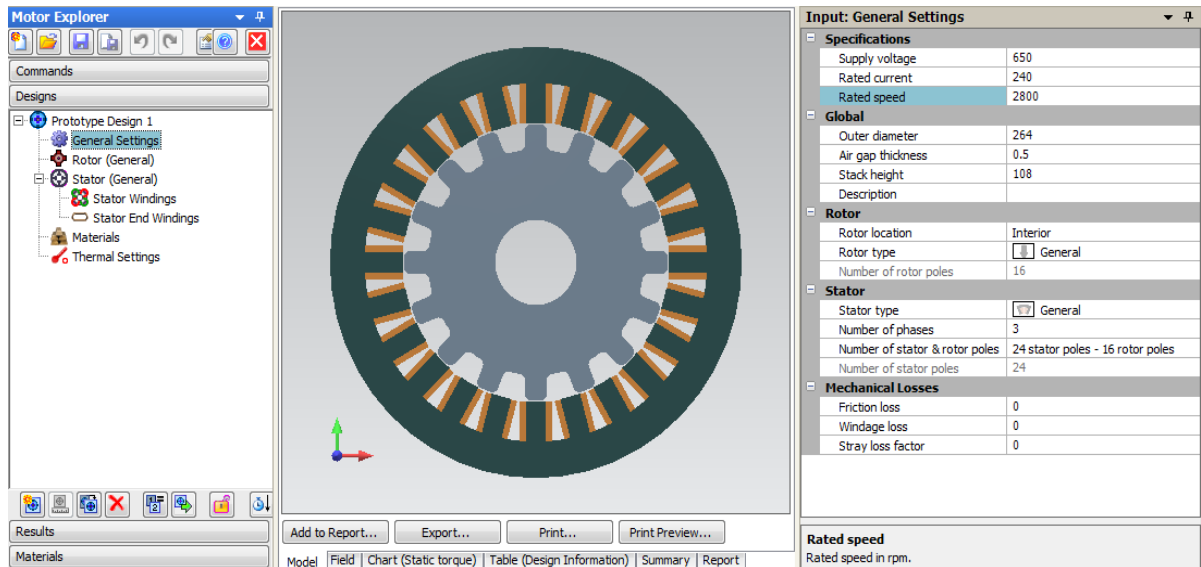 Motor Explorer
Commands
Designs
Prototype Design 1
General Settings
Rotor (General)
Stator (General)
Stator Windings
Stator End Windings
Materials
Thermal Settings
Results
Materials
Add to Report...
Export...
Print...
Print Preview...
Model
Field
Chart (Static torque)
Table (Design Information)
Summary
Report
Input: General Settings
Specifications
Supply voltage 650
Rated current 240
Rated speed 2800
Global
Outer diameter 264
Air gap thickness 0.5
Stack height 108
Description
Rotor
Rotor location Interior
Rotor type General
Number of rotor poles 16
Stator
Stator type General
Number of phases 3
Number of stator & rotor poles 24 stator poles - 16 rotor poles
Number of stator poles 24
Mechanical Losses
Friction loss 0
Windage loss 0
Stray loss factor 0
Rated speed
Rated speed in rpm.